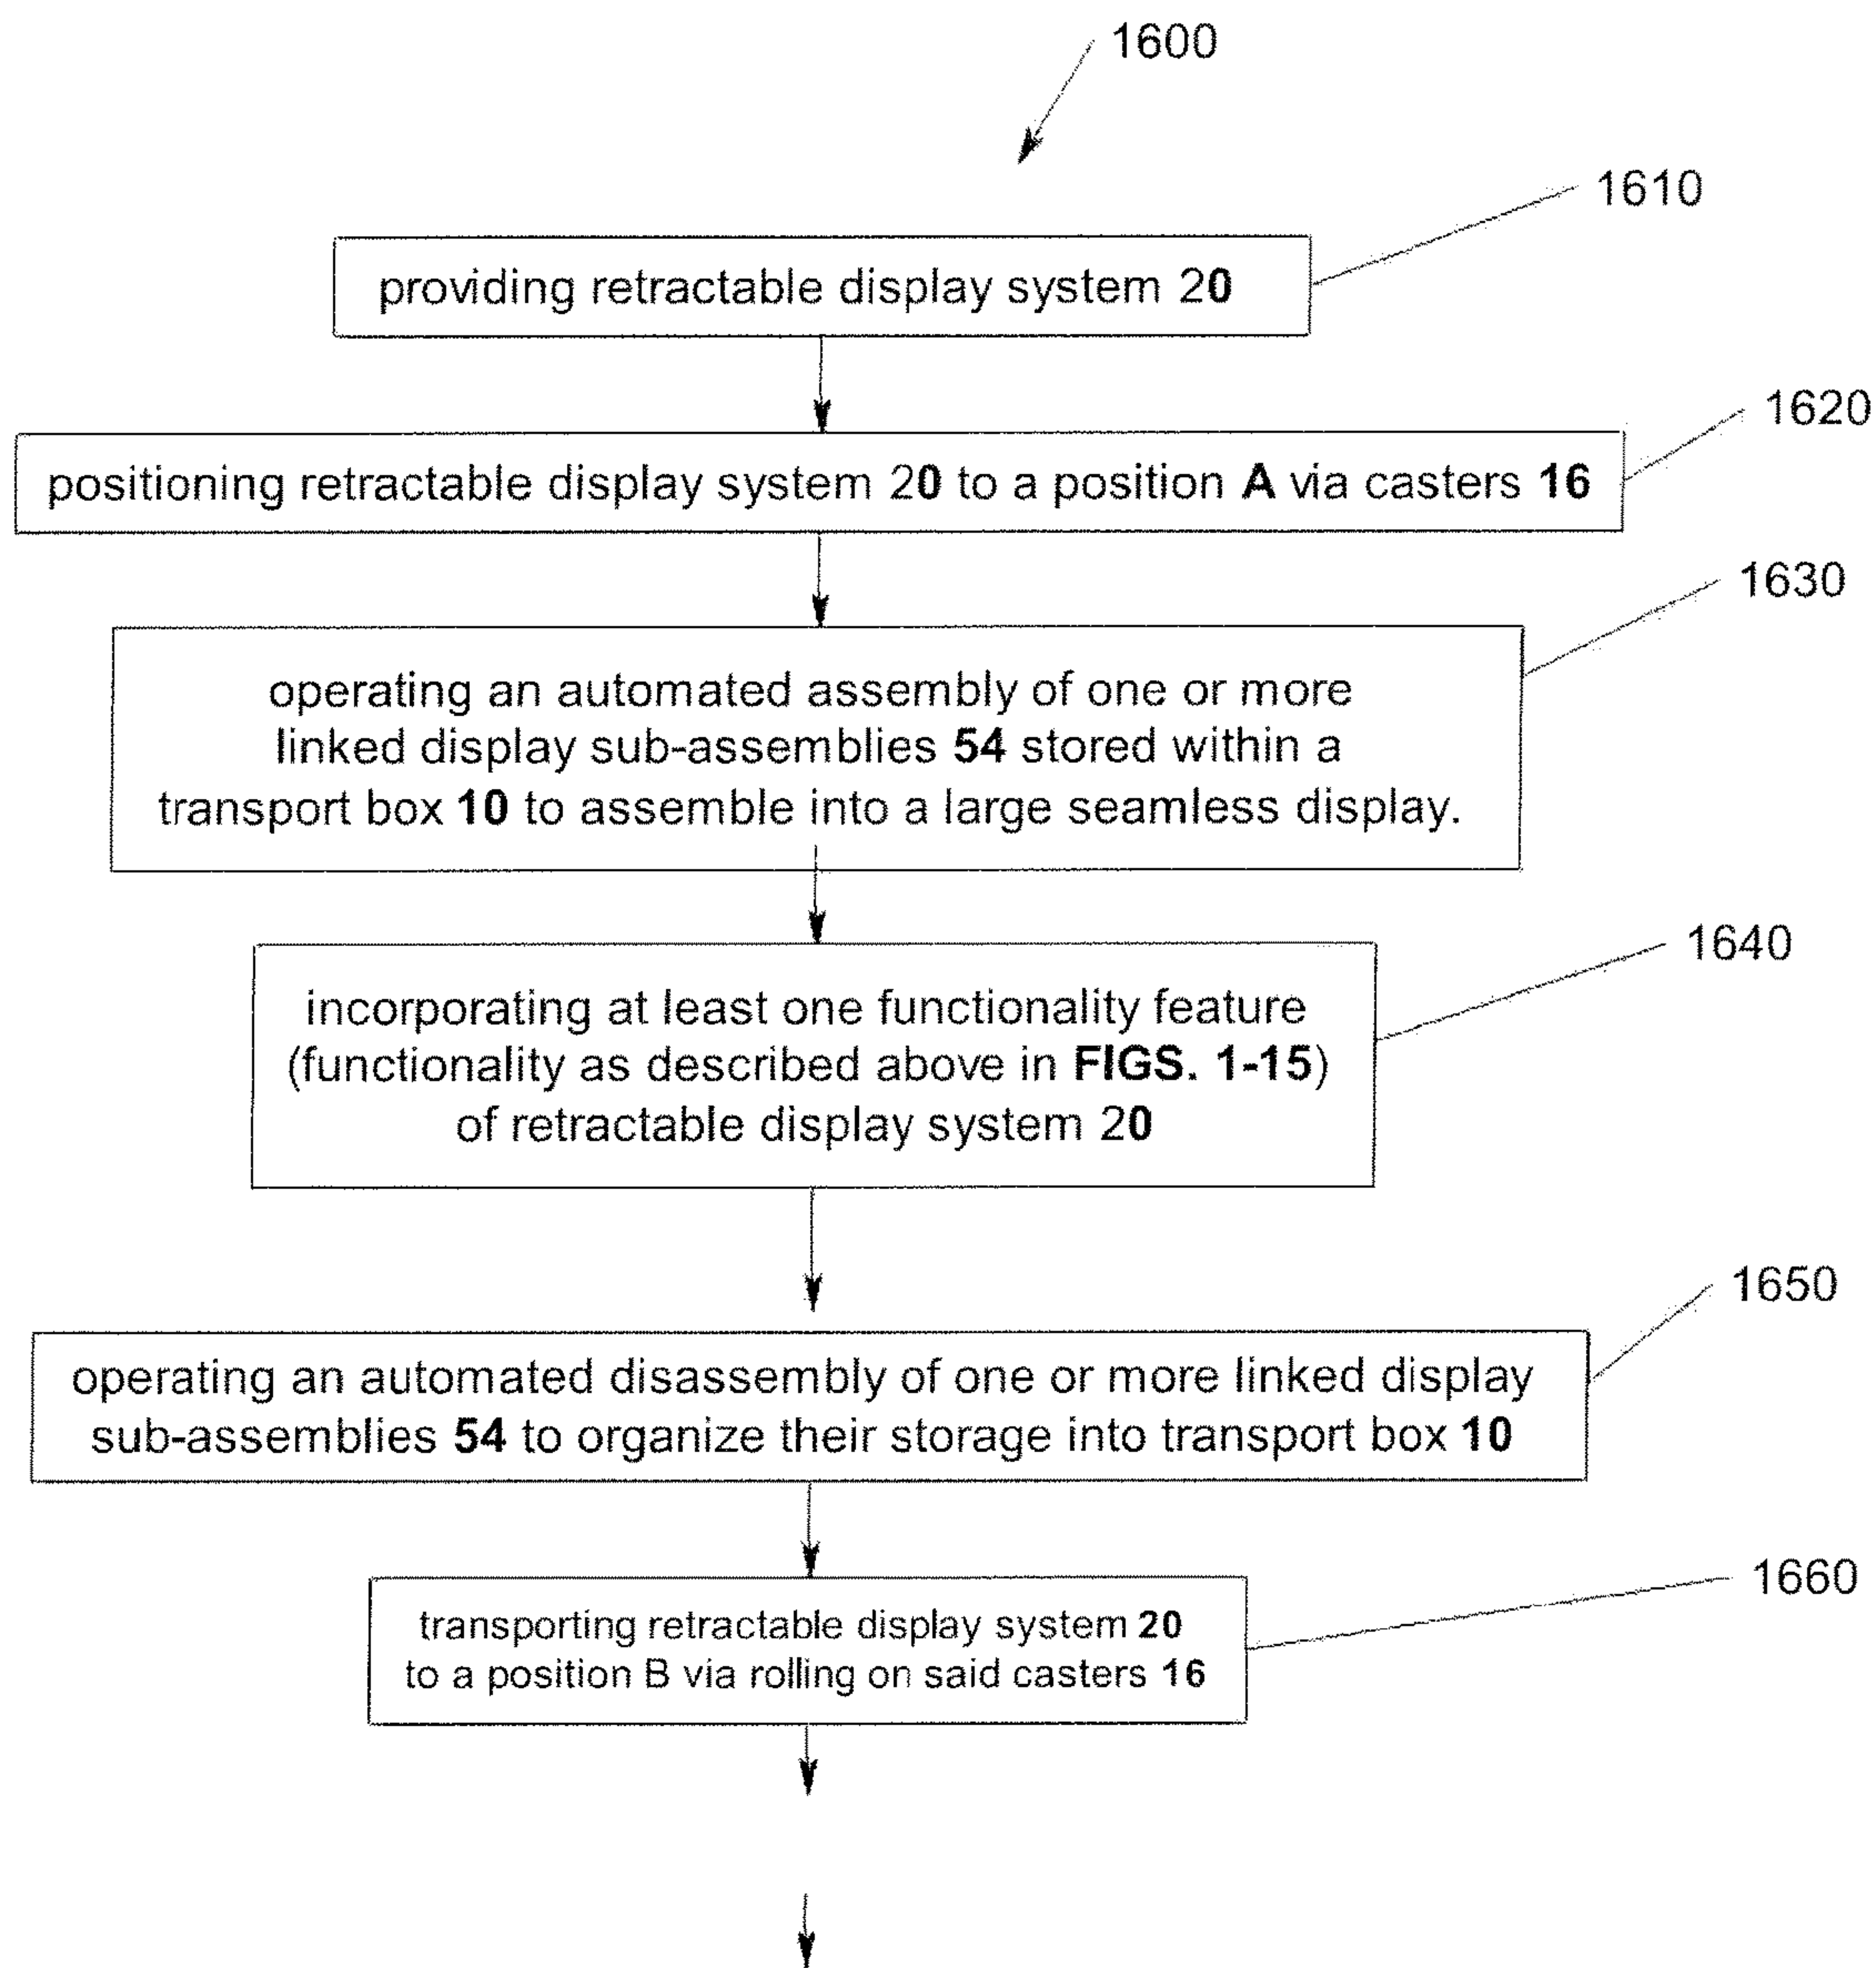 1600
1610
providing retractable display system 20
1620
positioning retractable display system 20 to a position A via casters 16
1630
operating an automated assembly of one or more
linked display sub-assemblies 54 stored within a
transport box 10 to assemble into a large seamless display.
1640
incorporating at least one functionality feature
(functionality as described above in FIGS. 1-15)
of retractable display system 20
1650
operating an automated disassembly of one or more linked display
sub-assemblies 54 to organize their storage into transport box 10
1660
transporting retractable display system 20
to a position B via rolling on said casters 16